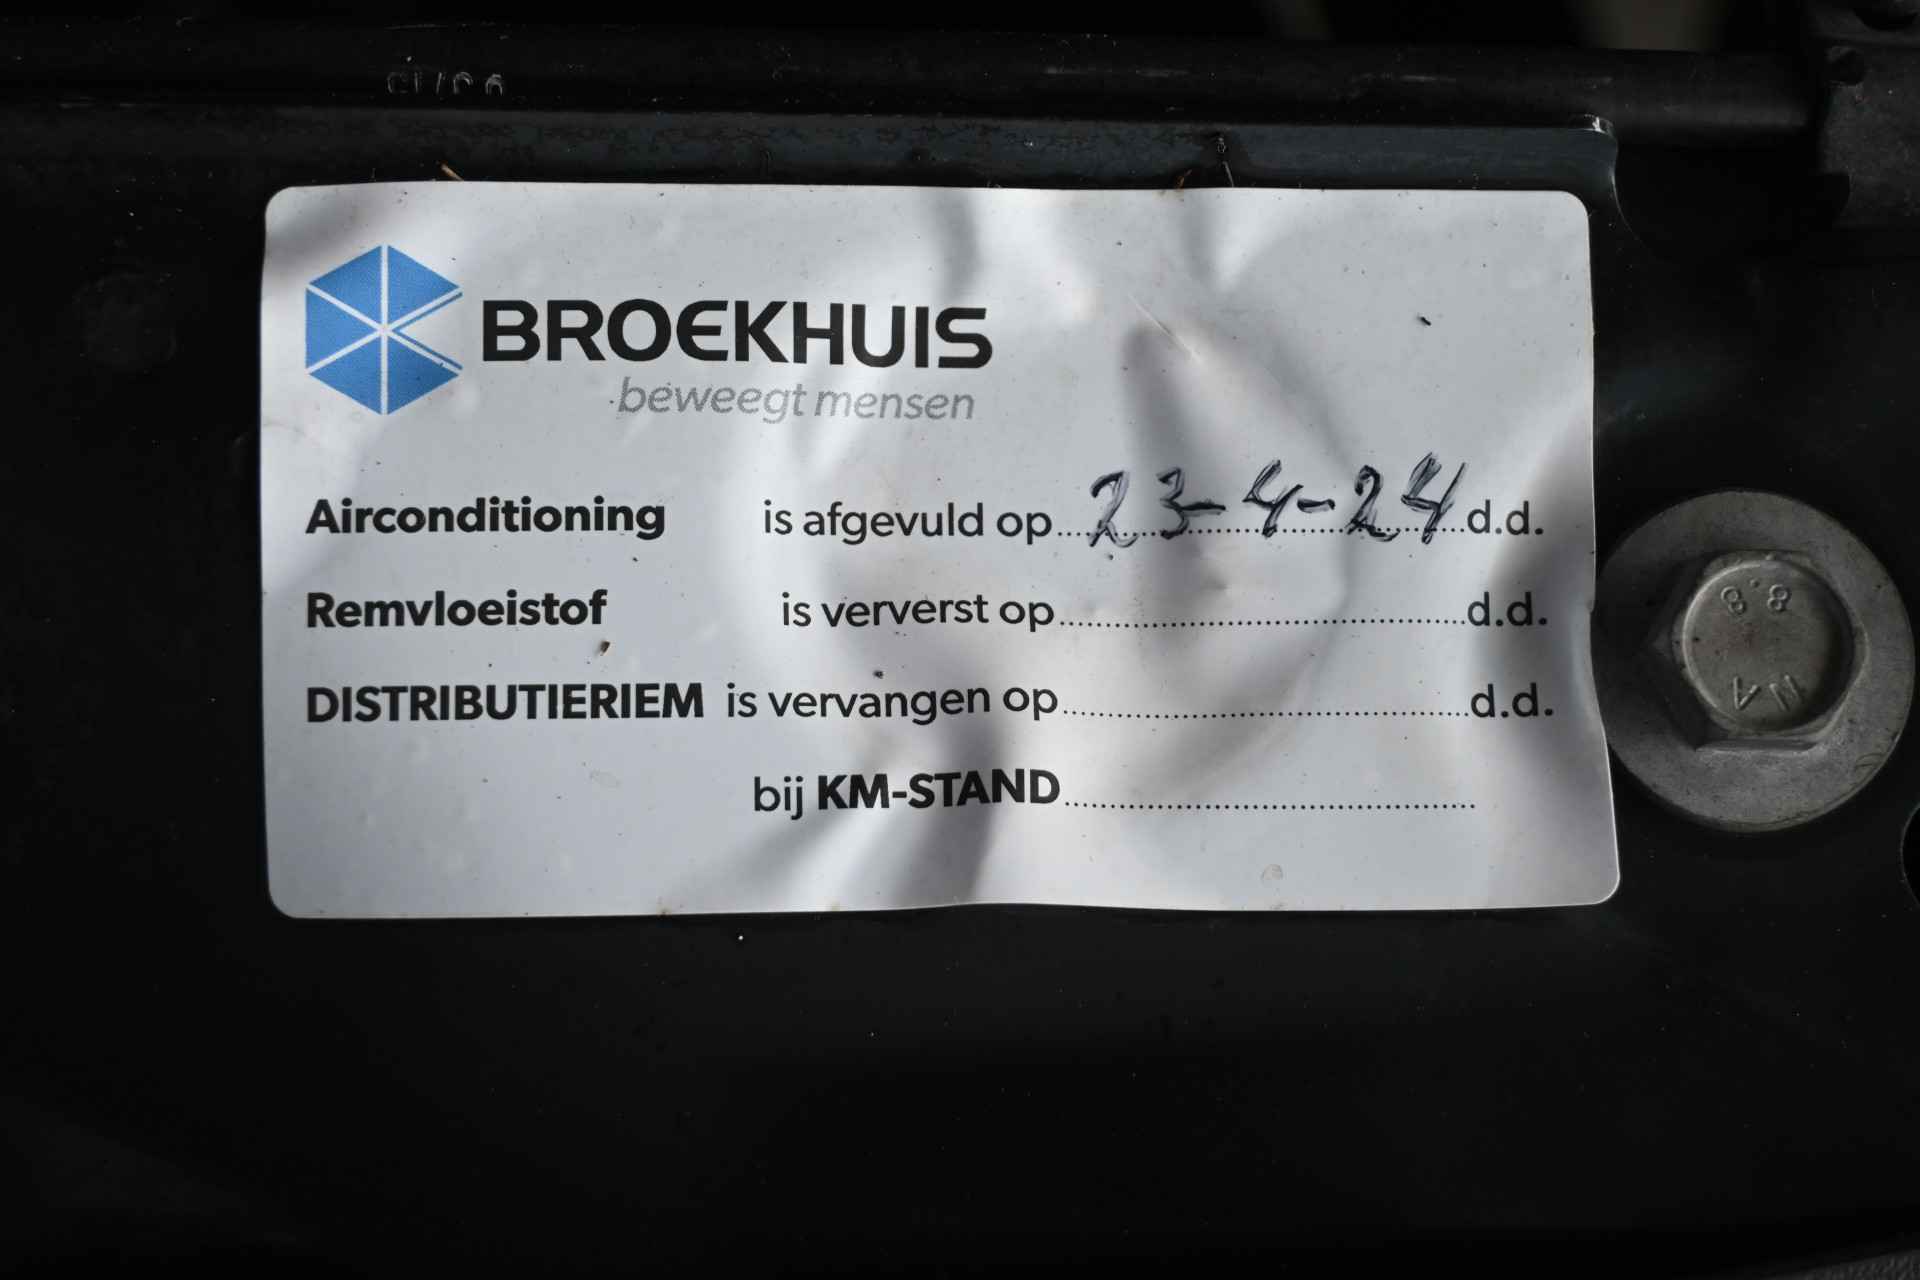 BROEKHUIS
beweegt mensen
Airconditioning is afgevuld op 23-4-24 d.d.
Remvloeistof is ververst op d.d.
DISTRIBUTIERIEM is vervangen op d.d.
bij KM-STAND
8.8